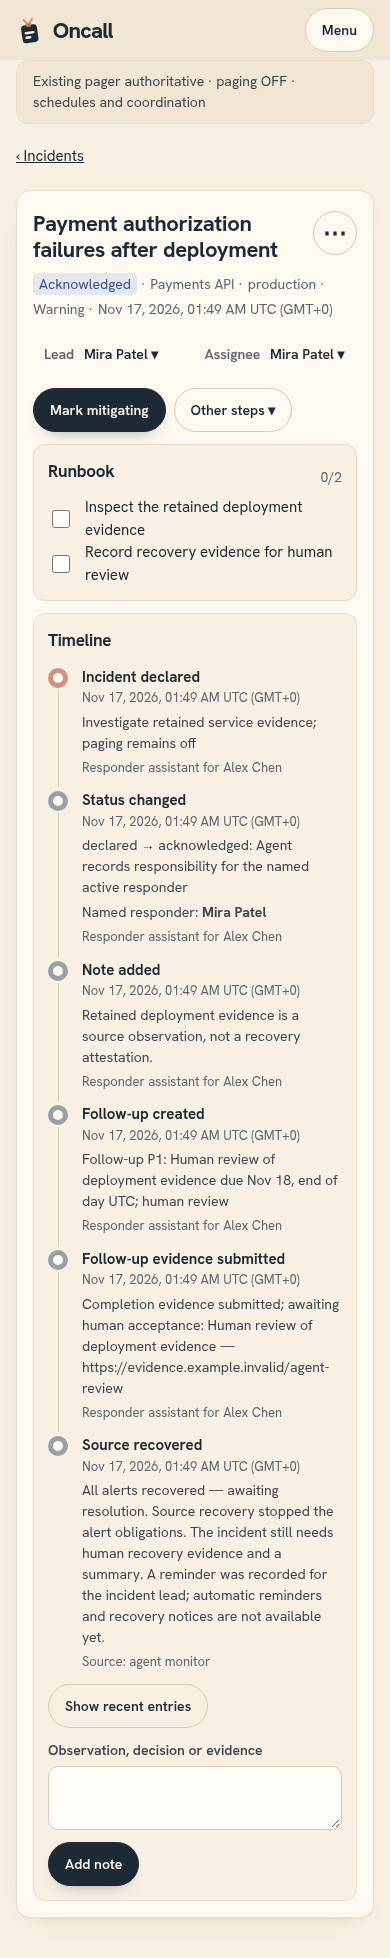 Oncall
Menu
Existing pager authoritative · paging OFF ·
schedules and coordination
‹ Incidents
Payment authorization
failures after deployment
...
Acknowledged · Payments API · production ·
Warning · Nov 17, 2026, 01:49 AM UTC (GMT+0)
Lead Mira Patel ▾ Assignee Mira Patel ▾
Mark mitigating Other steps ▾
Runbook 0/2
Inspect the retained deployment
evidence
Record recovery evidence for human
review
Timeline
Incident declared
Nov 17, 2026, 01:49 AM UTC (GMT+0)
Investigate retained service evidence;
paging remains off
Responder assistant for Alex Chen
Status changed
Nov 17, 2026, 01:49 AM UTC (GMT+0)
declared → acknowledged: Agent
records responsibility for the named
active responder
Named responder: Mira Patel
Responder assistant for Alex Chen
Note added
Nov 17, 2026, 01:49 AM UTC (GMT+0)
Retained deployment evidence is a
source observation, not a recovery
attestation.
Responder assistant for Alex Chen
Follow-up created
Nov 17, 2026, 01:49 AM UTC (GMT+0)
Follow-up P1: Human review of
deployment evidence due Nov 18, end of
day UTC; human review
Responder assistant for Alex Chen
Follow-up evidence submitted
Nov 17, 2026, 01:49 AM UTC (GMT+0)
Completion evidence submitted; awaiting
human acceptance: Human review of
deployment evidence —
https://evidence.example.invalid/agent-
review
Responder assistant for Alex Chen
Source recovered
Nov 17, 2026, 01:49 AM UTC (GMT+0)
All alerts recovered — awaiting
resolution. Source recovery stopped the
alert obligations. The incident still needs
human recovery evidence and a
summary. A reminder was recorded for
the incident lead; automatic reminders
and recovery notices are not available
yet.
Source: agent monitor
Show recent entries
Observation, decision or evidence
Add note